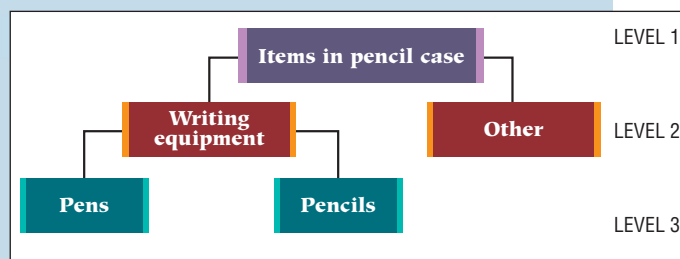 Items in pencil case
LEVEL 1
Writing
equipment
Other
LEVEL 2
Pens
Pencils
LEVEL 3